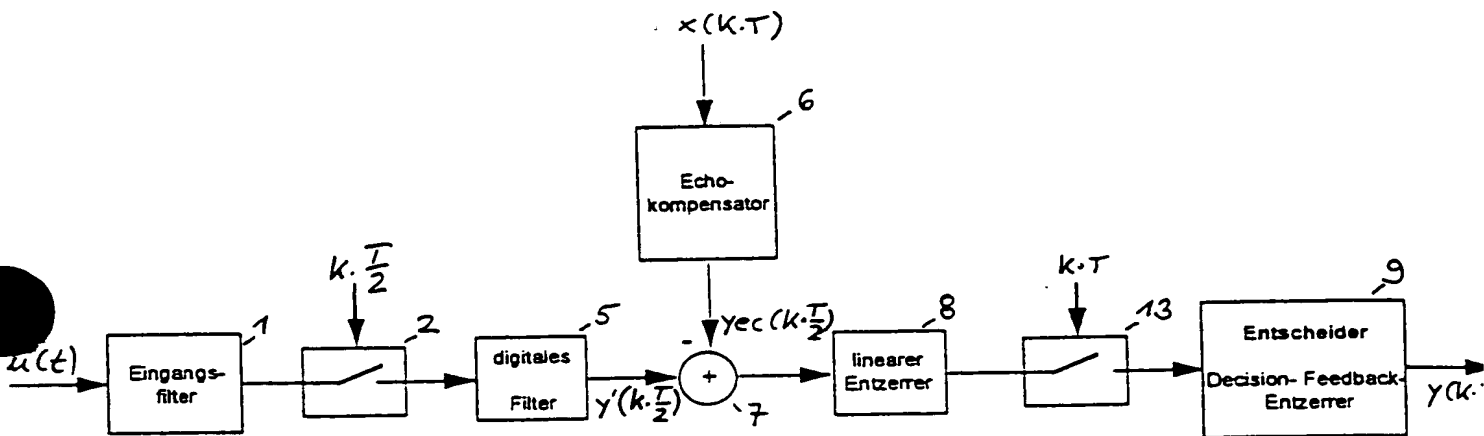 x(k·T)
6
Echo-
kompensator
k·T/2
k·T
1
2
5
yec(k·T/2)
8
13
9
u(t)
Eingangs-
filter
digitales
Filter
y'(k·T/2)
-
+
7
linearer
Entzerrer
Entscheider
Decision-Feedback-
Entzerrer
y(k·